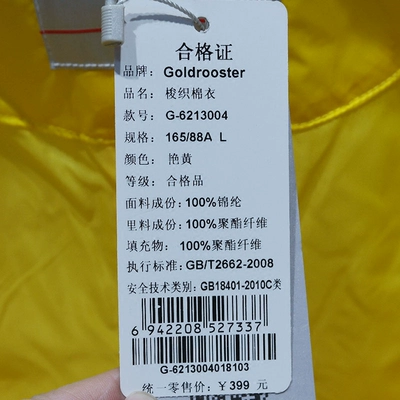 合格证
品牌: Goldrooster
品名: 梭织棉衣
款号: G-6213004
规格: 165/88A L
颜色: 艳黄
等级: 合格品
面料成份: 100%锦纶
里料成份: 100%聚酯纤维
填充物: 100%聚酯纤维
执行标准: GB/T2662-2008
安全技术类别: GB18401-2010C类
6 942208 527337
G-6213004018103
统一零售价: ¥399 元